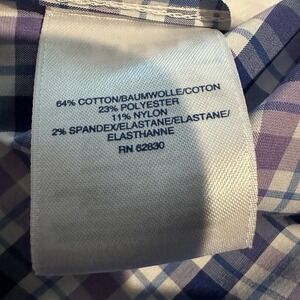 64% COTTON/BAUMWOLLE/COTON
23% POLYESTER
11% NYLON
2% SPANDEX/ELASTANE/ELASTANE/
ELASTHANNE
RN 62830